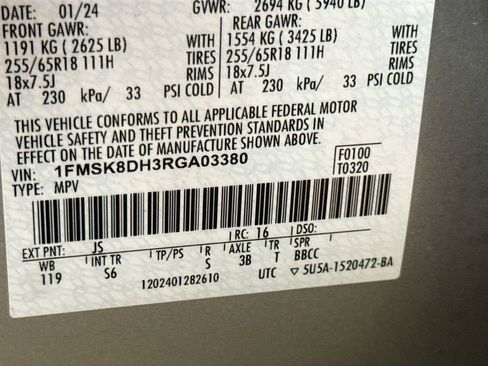 DATE: 01/24 GVWR: 2694 KG ( 5940 LB)
FRONT GAWR: REAR GAWR:
1191 KG ( 2625 LB) WITH 1554 KG ( 3425 LB) WITH
255/65R18 111H TIRES 255/65R18 111H TIRES
18x7.5J RIMS 18x7.5J RIMS
AT 230 kPa/ 33 PSI COLD AT 230 kPa/ 33 PSI COLD
THIS VEHICLE CONFORMS TO ALL APPLICABLE FEDERAL MOTOR
VEHICLE SAFETY AND THEFT PREVENTION STANDARDS IN
EFFECT ON THE DATE OF MANUFACTURE SHOWN ABOVE.
VIN: 1FMSK8DH3RGA03380 F0100
TYPE: MPV T0320
EXT PNT: JS RC: 16 DSO:
WB INT TR TP/PS R AXLE TR SPR
119 S6 S 3B T BBCC
1202401282610 UTC ▽ 5U5A-1520472-BA